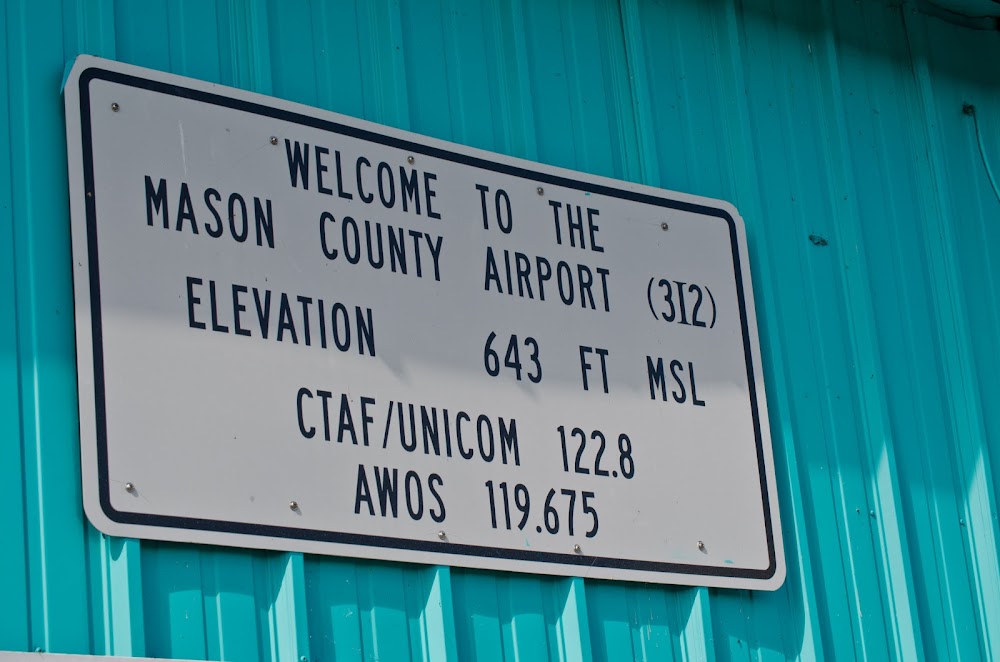 WELCOME TO THE
MASON COUNTY AIRPORT (3I2)
ELEVATION 643 FT MSL
CTAF/UNICOM 122.8
AWOS 119.675